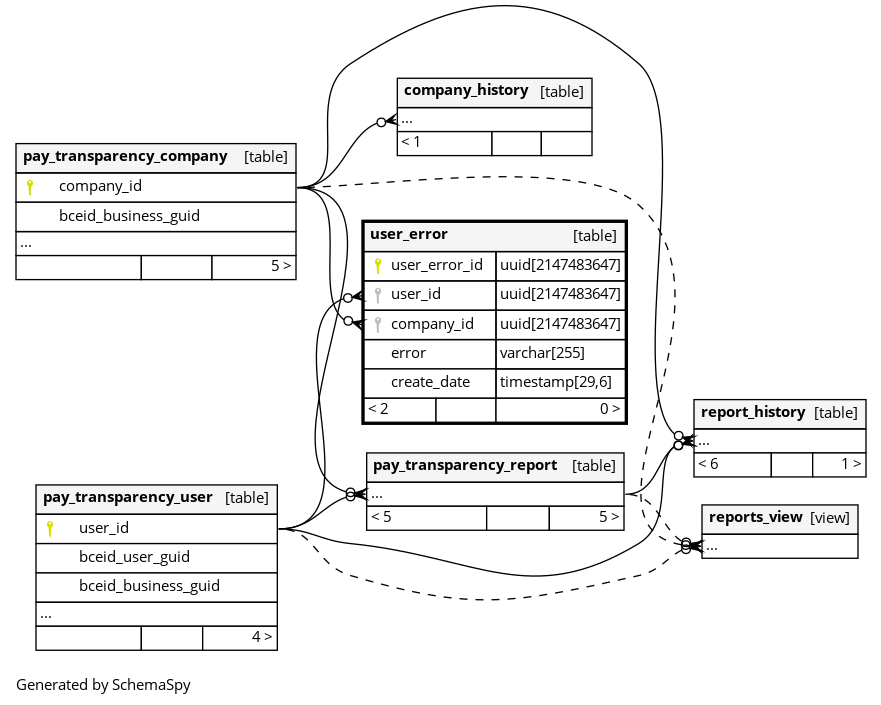 company_history [table]
...
< 1
pay_transparency_company [table]
company_id
bceid_business_guid
...
5 >
user_error [table]
user_error_id uuid[2147483647]
user_id uuid[2147483647]
company_id uuid[2147483647]
error varchar[255]
create_date timestamp[29,6]
< 2 0 >
report_history [table]
...
< 6 1 >
pay_transparency_report [table]
...
< 5 5 >
pay_transparency_user [table]
user_id
bceid_user_guid
bceid_business_guid
...
4 >
reports_view [view]
...
Generated by SchemaSpy